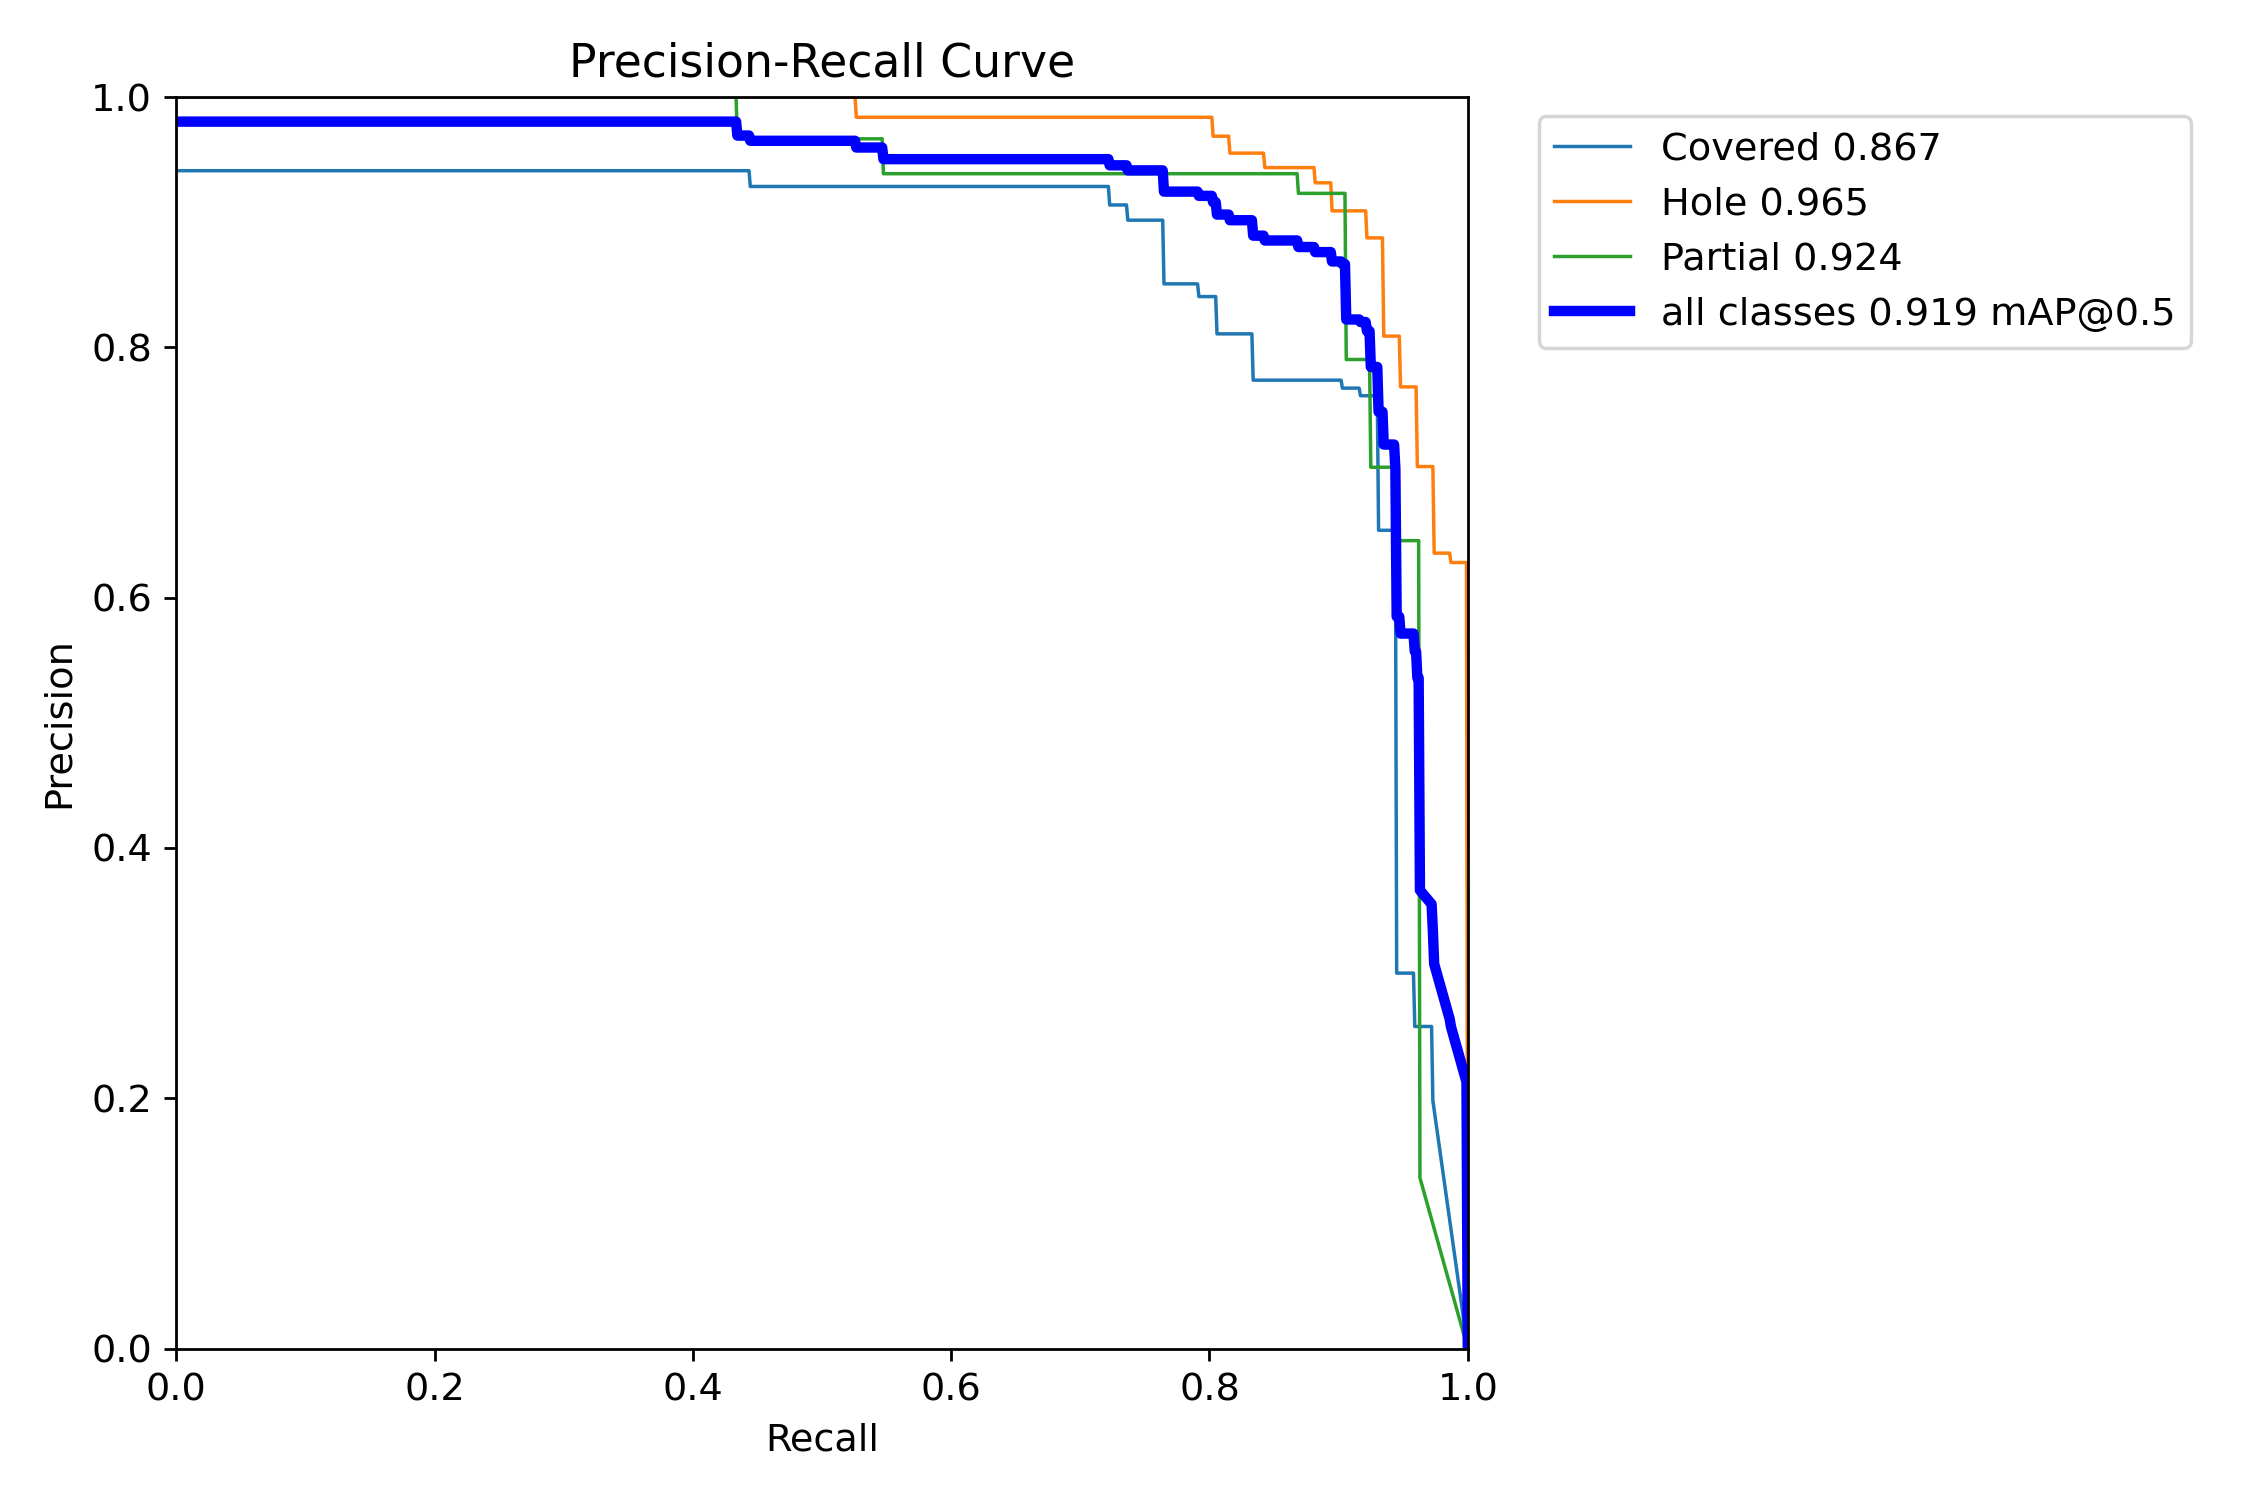 Precision-Recall Curve
1.0
0.8
0.6
0.4
0.2
0.0
Precision
0.0 0.2 0.4 0.6 0.8 1.0
Recall
Covered 0.867
Hole 0.965
Partial 0.924
all classes 0.919 mAP@0.5